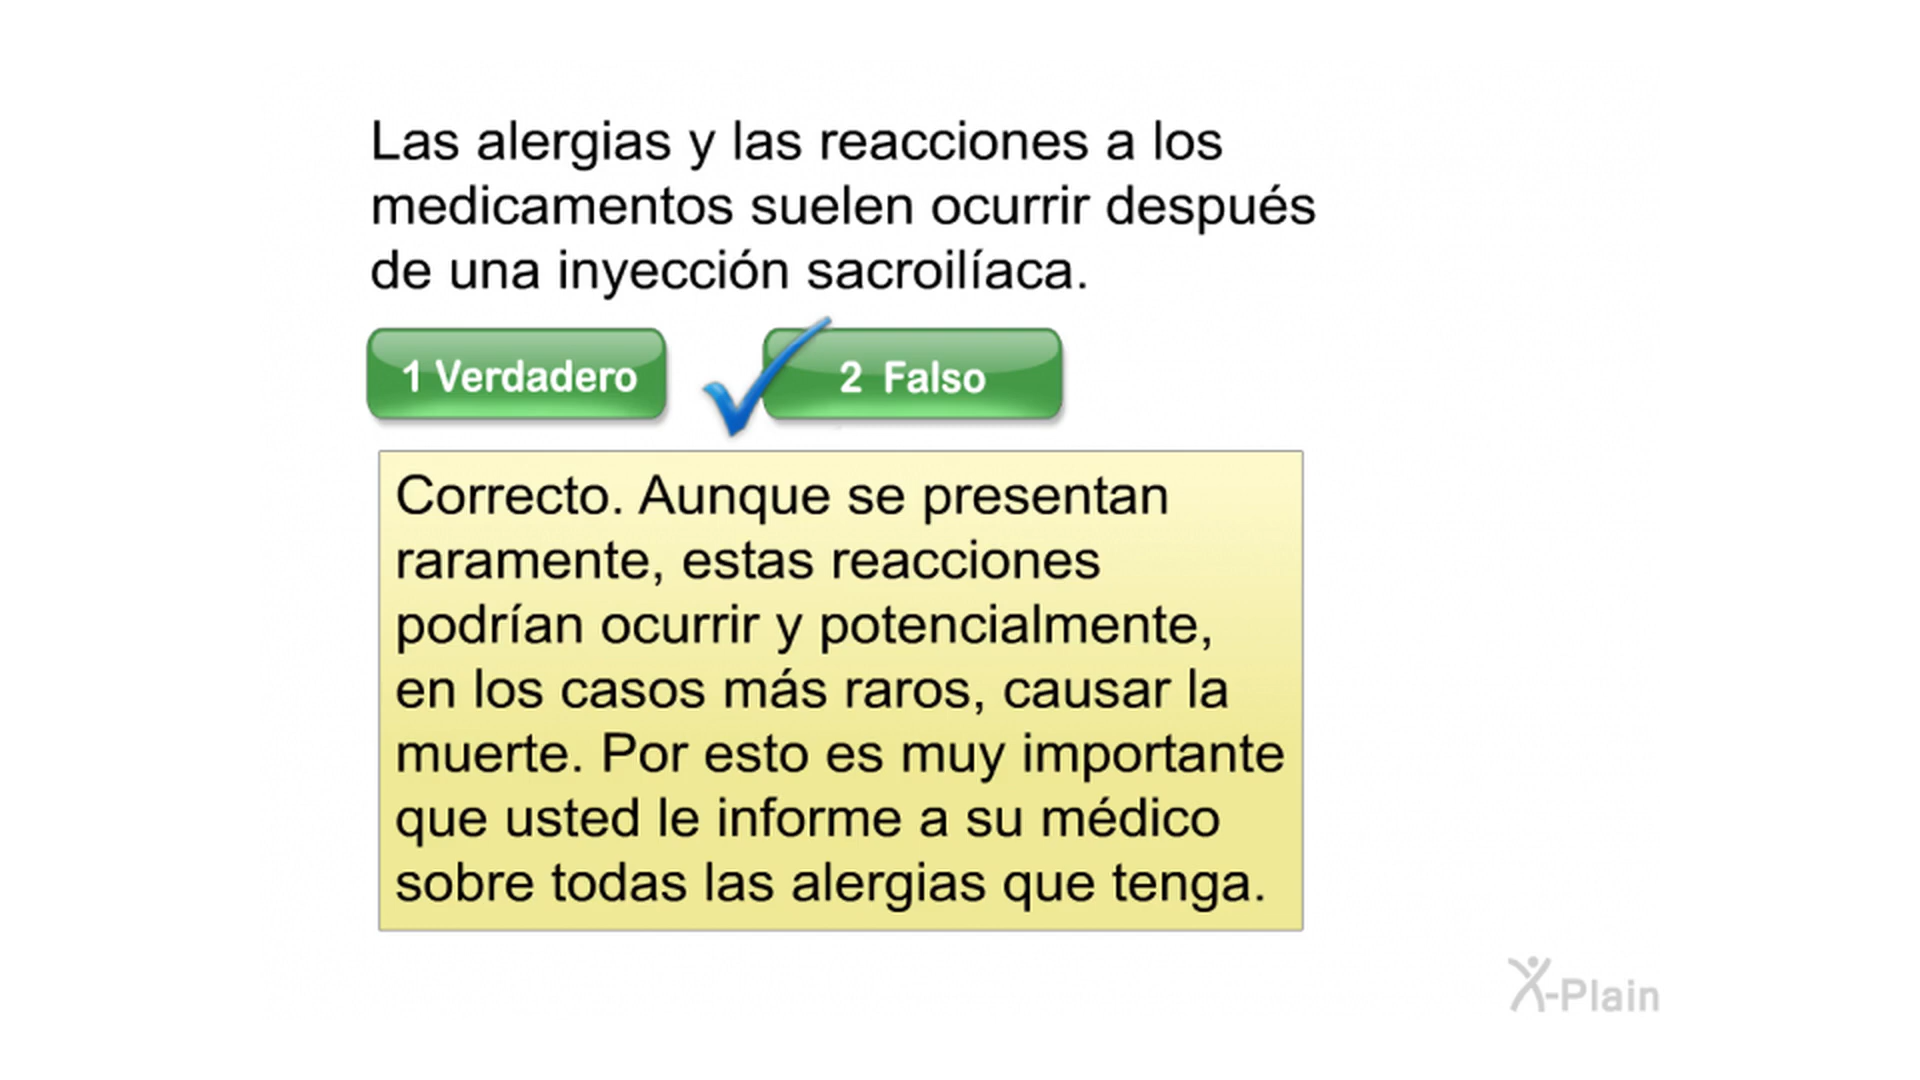 Las alergias y las reacciones a los
medicamentos suelen ocurrir después
de una inyección sacroilíaca.
1 Verdadero
2 Falso
Correcto. Aunque se presentan
raramente, estas reacciones
podrían ocurrir y potencialmente,
en los casos más raros, causar la
muerte. Por esto es muy importante
que usted le informe a su médico
sobre todas las alergias que tenga.
X-Plain